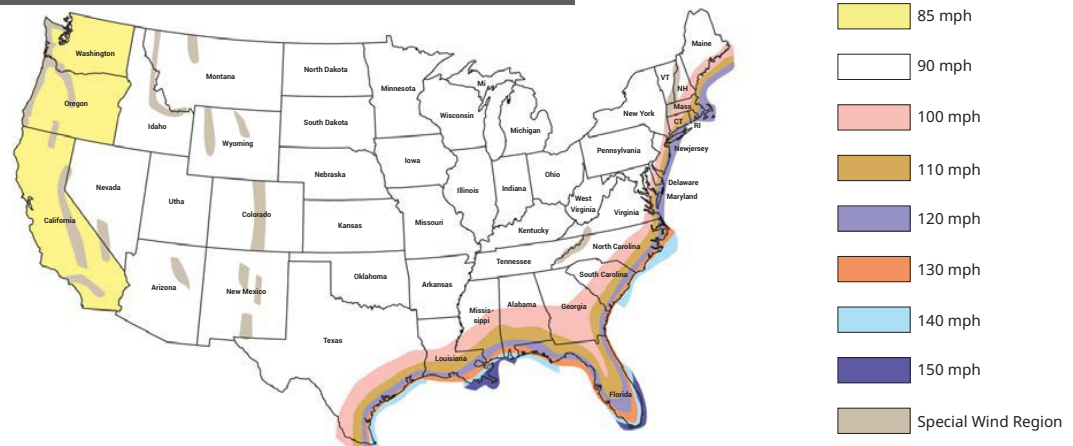 Washington
Oregon
California
Idaho
Nevada
Montana
Wyoming
Utha
Colorado
Arizona
New Mexico
North Dakota
South Dakota
Nebraska
Kansas
Oklahoma
Texas
Minnesota
Iowa
Missouri
Arkansas
Louisiana
Wisconsin
Illinois
Mi
Michigan
Indiana
Ohio
Kentucky
Tennessee
Missis-
sippi
Alabama
Georgia
Florida
South Carolina
North Carolina
Virginia
West
Virginia
Maryland
Delaware
Newjersey
Pennsylvania
New York
CT
RI
Mass
VT
NH
Maine
85 mph
90 mph
100 mph
110 mph
120 mph
130 mph
140 mph
150 mph
Special Wind Region